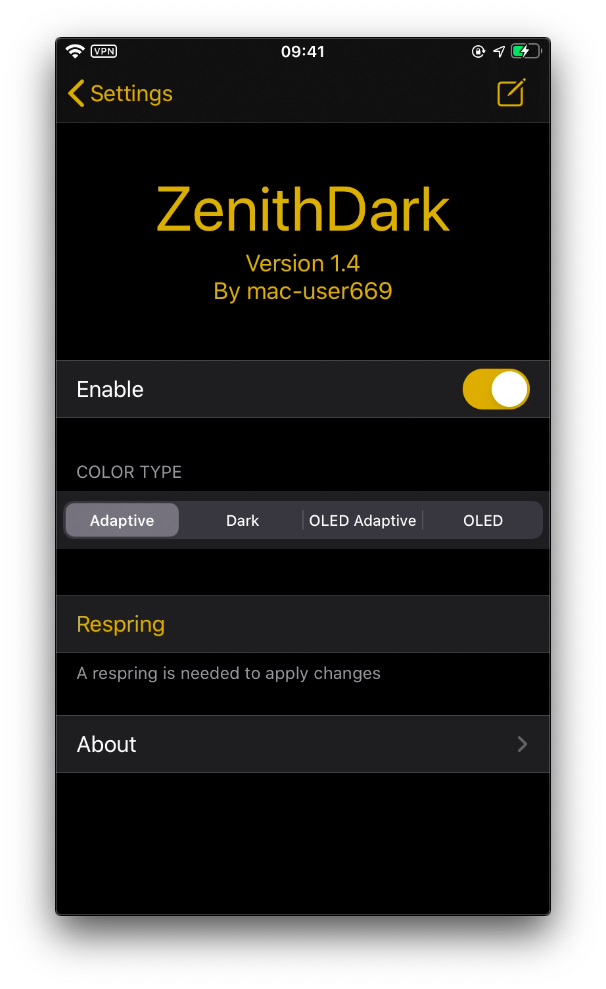 VPN
09:41
Settings
ZenithDark
Version 1.4
By mac-user669
Enable
COLOR TYPE
Adaptive Dark OLED Adaptive OLED
Respring
A respring is needed to apply changes
About